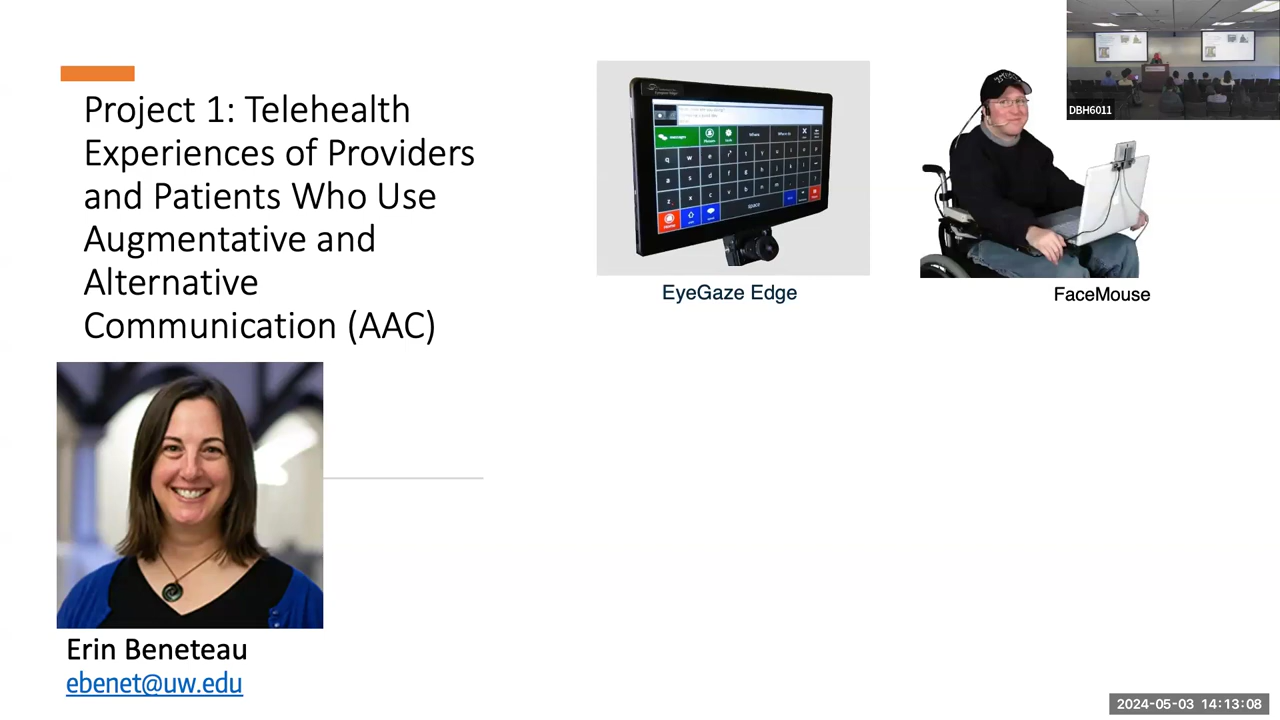 Project 1: Telehealth
Experiences of Providers
and Patients Who Use
Augmentative and
Alternative
Communication (AAC)
EyeGaze Edge
FaceMouse
DBH6011
q w e r t y u i o p
a s d f g h j k l
z x c v b n m
space
Erin Beneteau
ebenet@uw.edu
2024-05-03 14:13:08